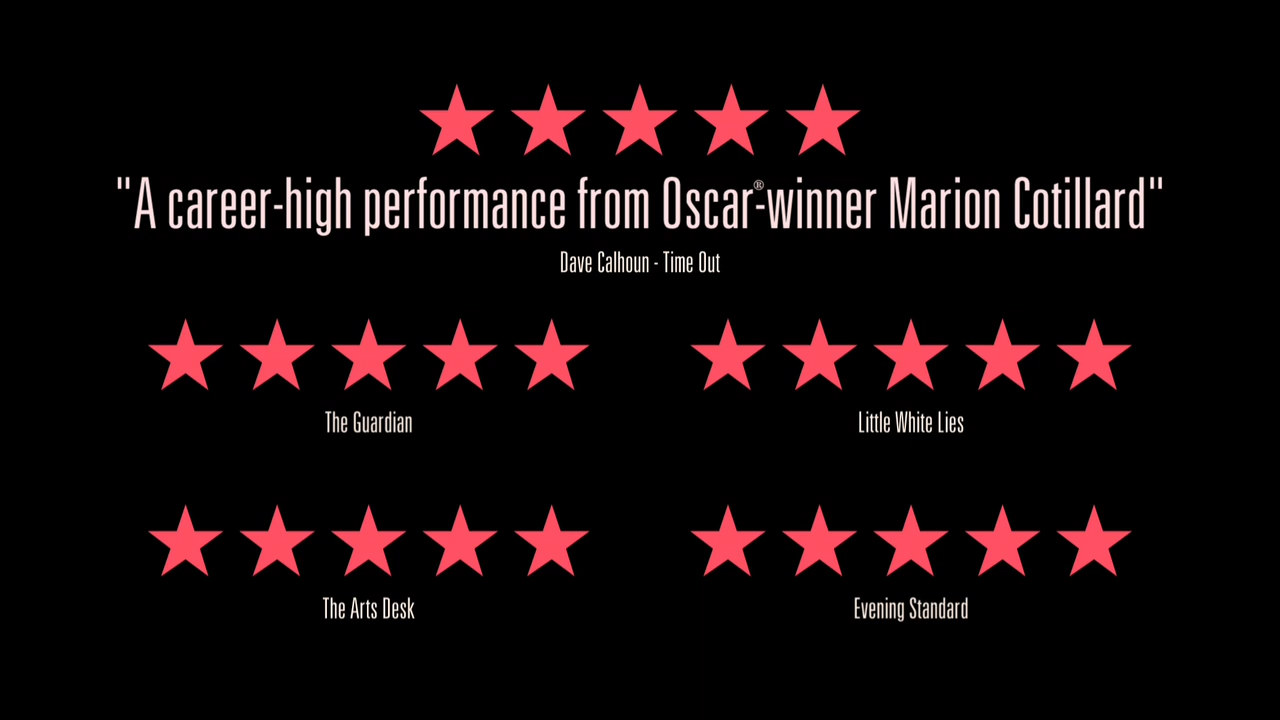 "A career-high performance from Oscar®-winner Marion Cotillard"
Dave Calhoun - Time Out
The Guardian
Little White Lies
The Arts Desk
Evening Standard